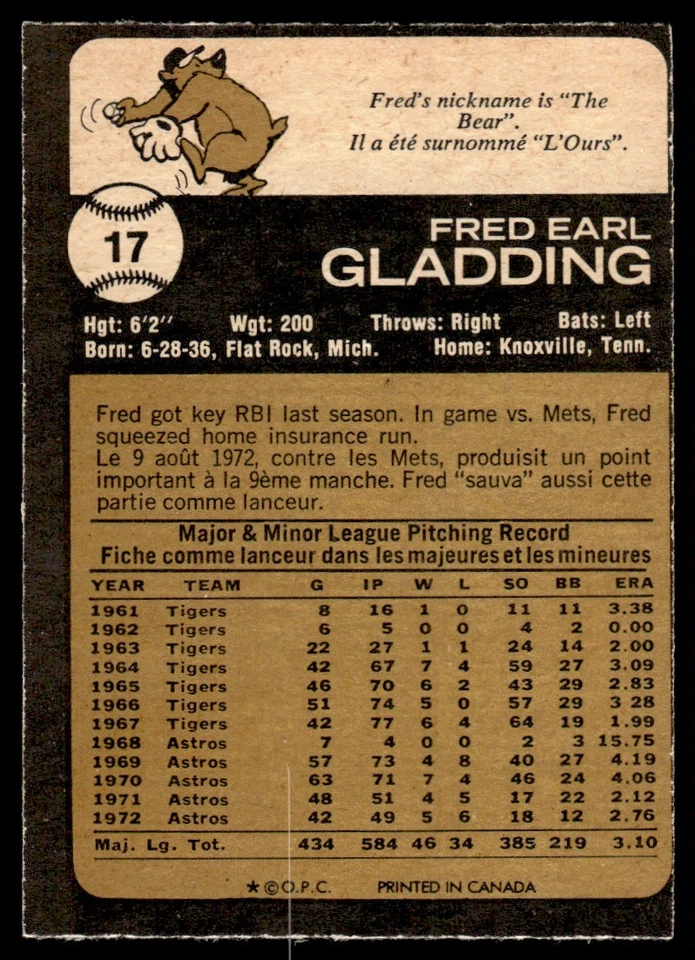 Fred's nickname is "The
Bear".
Il a été surnommé "L'Ours".
17
FRED EARL
GLADDING
Hgt: 6'2" Wgt: 200 Throws: Right Bats: Left
Born: 6-28-36, Flat Rock, Mich. Home: Knoxville, Tenn.
Fred got key RBI last season. In game vs. Mets, Fred
squeezed home insurance run.
Le 9 août 1972, contre les Mets, produisit un point
important à la 9ème manche. Fred "sauva" aussi cette
partie comme lanceur.
Major & Minor League Pitching Record
Fiche comme lanceur dans les majeures et les mineures
YEAR TEAM G IP W L SO BB ERA
1961 Tigers 8 16 1 0 11 11 3.38
1962 Tigers 6 5 0 0 4 2 0.00
1963 Tigers 22 27 1 1 24 14 2.00
1964 Tigers 42 67 7 4 59 27 3.09
1965 Tigers 46 70 6 2 43 29 2.83
1966 Tigers 51 74 5 0 57 29 3 28
1967 Tigers 42 77 6 4 64 19 1.99
1968 Astros 7 4 0 0 2 3 15.75
1969 Astros 57 73 4 8 40 27 4.19
1970 Astros 63 71 7 4 46 24 4.06
1971 Astros 48 51 4 5 17 22 2.12
1972 Astros 42 49 5 6 18 12 2.76
Maj. Lg. Tot. 434 584 46 34 385 219 3.10
★ © O.P.C. PRINTED IN CANADA